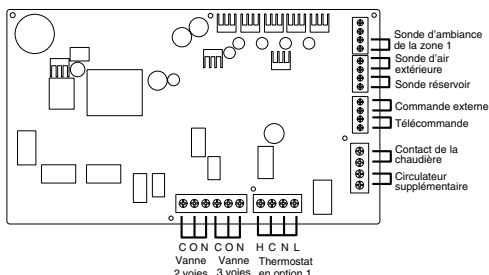 Sonde d'ambiance
de la zone 1
Sonde d'air
extérieure
Sonde réservoir
Commande externe
Télécommande
Contact de la
chaudière
Circulateur
supplémentaire
C O N C O N H C N L
Vanne Vanne Thermostat
2 voies 3 voies en option 1